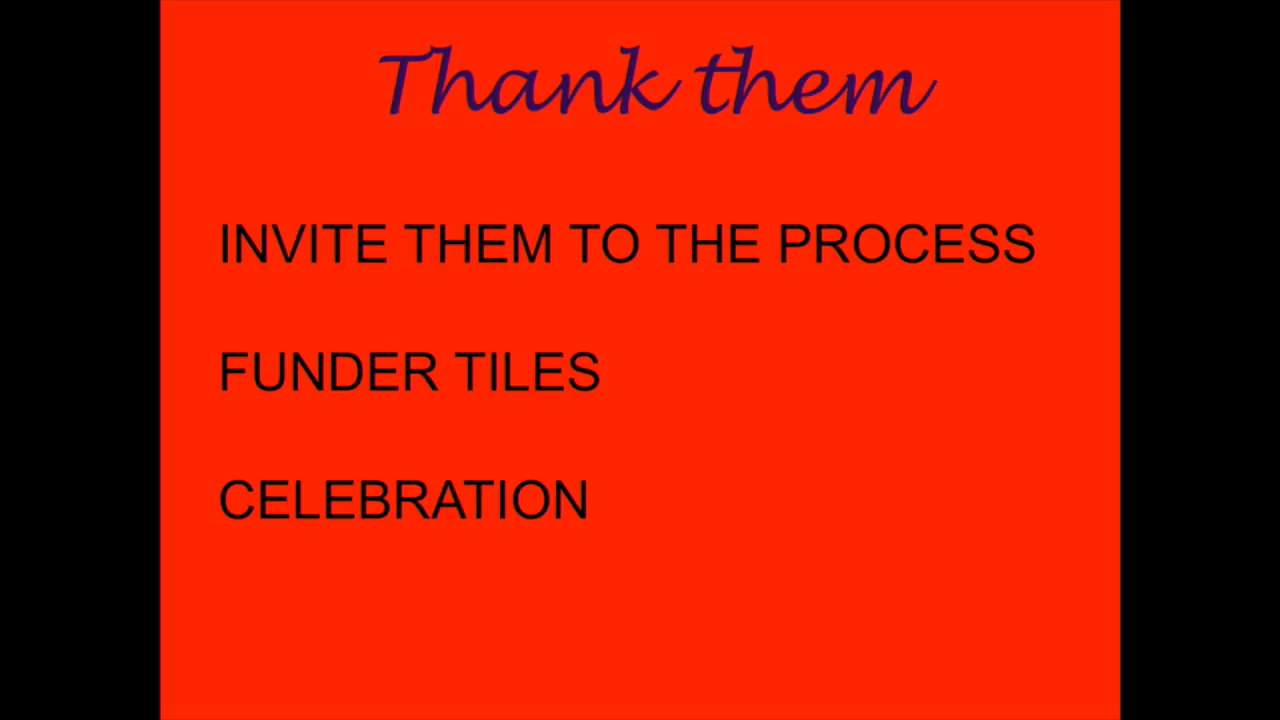 Thank them
INVITE THEM TO THE PROCESS
FUNDER TILES
CELEBRATION